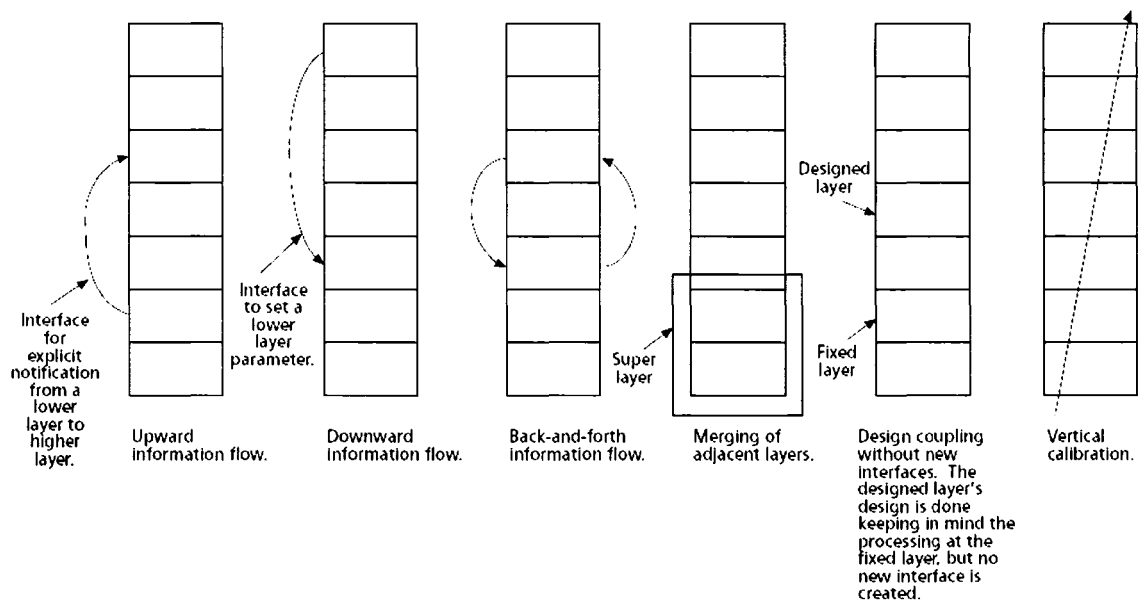 Interface
for
explicit
notification
from a
lower
layer to
higher
layer.
Upward
information flow.
Interface
to set a
lower
layer
parameter.
Downward
information flow.
Back-and-forth
information flow.
Super
layer
Merging of
adjacent layers.
Designed
layer
Fixed
layer
Design coupling
without new
interfaces. The
designed layer's
design is done
keeping in mind the
processing at the
fixed layer, but no
new interface is
created.
Vertical
calibration.